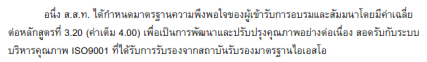 อนึ่ง ส.ส.ท. ได้กำหนดมาตรฐานความพึงพอใจของผู้เข้ารับการอบรมและสัมมนาโดยมีค่าเฉลี่ย
ต่อหลักสูตรที่ 3.20 (ค่าเต็ม 4.00) เพื่อเป็นการพัฒนาและปรับปรุงคุณภาพอย่างต่อเนื่อง สอดรับกับระบบ
บริหารคุณภาพ ISO9001 ที่ได้รับการรับรองจากสถาบันรับรองมาตรฐานไอเอสโอ